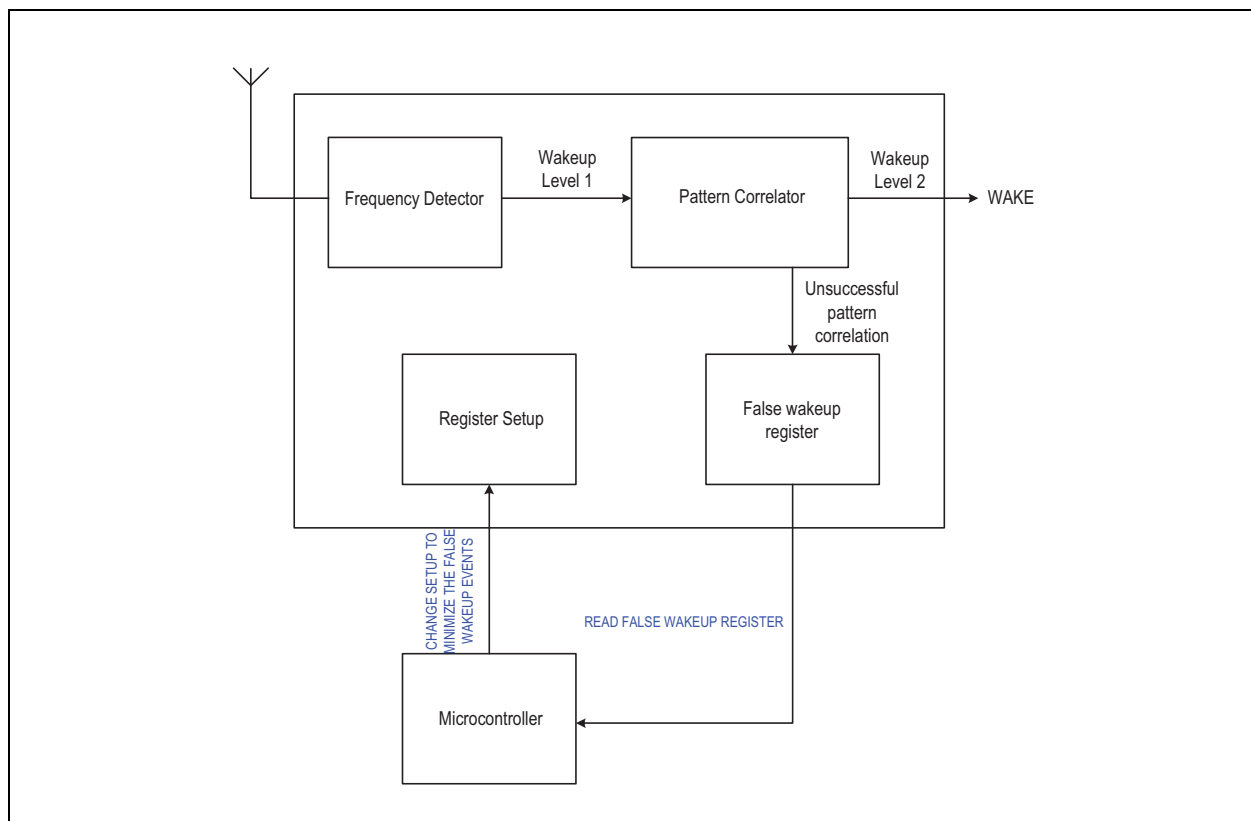 Wakeup
Level 1
Wakeup
Level 2
Frequency Detector
Pattern Correlator
WAKE
Unsuccessful
pattern
correlation
Register Setup
False wakeup
register
CHANGE SETUP TO
MINIMIZE THE FALSE
WAKEUP EVENTS
READ FALSE WAKEUP REGISTER
Microcontroller